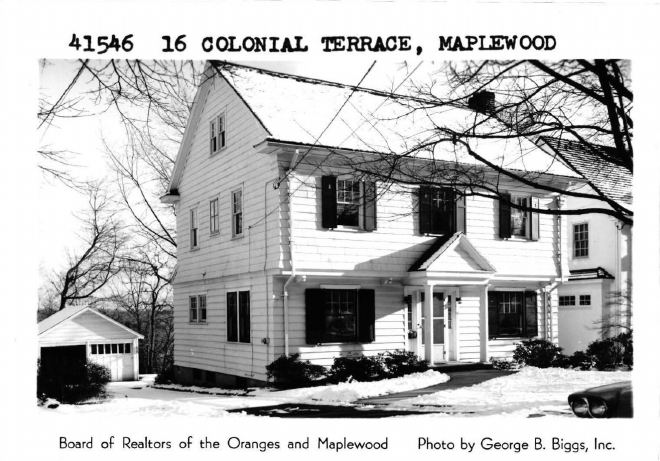 41546 16 COLONIAL TERRACE, MAPLEWOOD
Board of Realtors of the Oranges and Maplewood Photo by George B. Biggs, Inc.